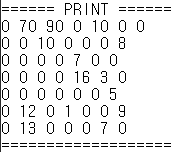 ====== PRINT ======
0 70 90 0 10 0 0
0 0 10 0 0 0 8
0 0 0 0 7 0 0
0 0 0 0 16 3 0
0 0 0 0 0 0 5
0 12 0 1 0 0 9
0 13 0 0 0 7 0
===================